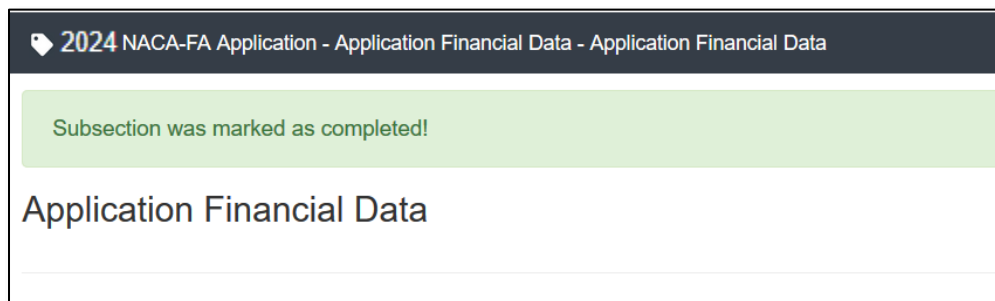 2024 NACA-FA Application - Application Financial Data - Application Financial Data
Subsection was marked as completed!
Application Financial Data